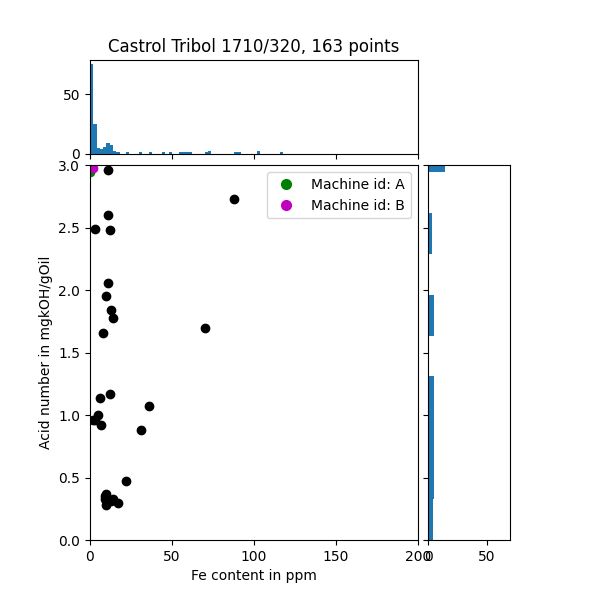 Castrol Tribol 1710/320, 163 points
50
0
3.0
2.5
2.0
1.5
1.0
0.5
0.0
Acid number in mgkOH/gOil
Machine id: A
Machine id: B
0 50 100 150 200
0 50
Fe content in ppm